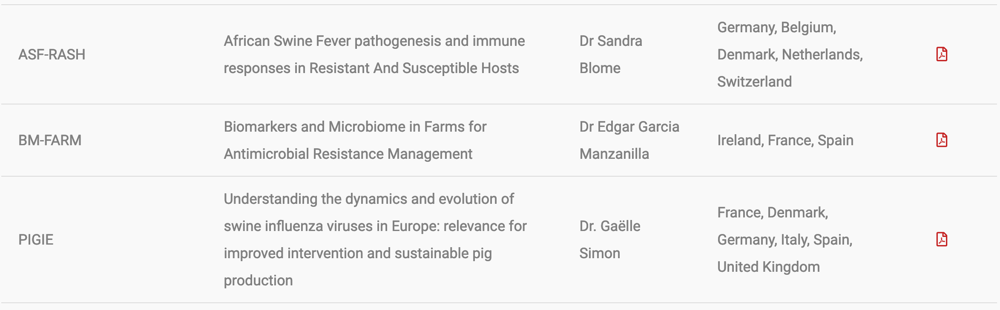 ASF-RASH
African Swine Fever pathogenesis and immune
responses in Resistant And Susceptible Hosts
Dr Sandra
Blome
Germany, Belgium,
Denmark, Netherlands,
Switzerland
BM-FARM
Biomarkers and Microbiome in Farms for
Antimicrobial Resistance Management
Dr Edgar Garcia
Manzanilla
Ireland, France, Spain
PIGIE
Understanding the dynamics and evolution of
swine influenza viruses in Europe: relevance for
improved intervention and sustainable pig
production
Dr. Gaëlle
Simon
France, Denmark,
Germany, Italy, Spain,
United Kingdom